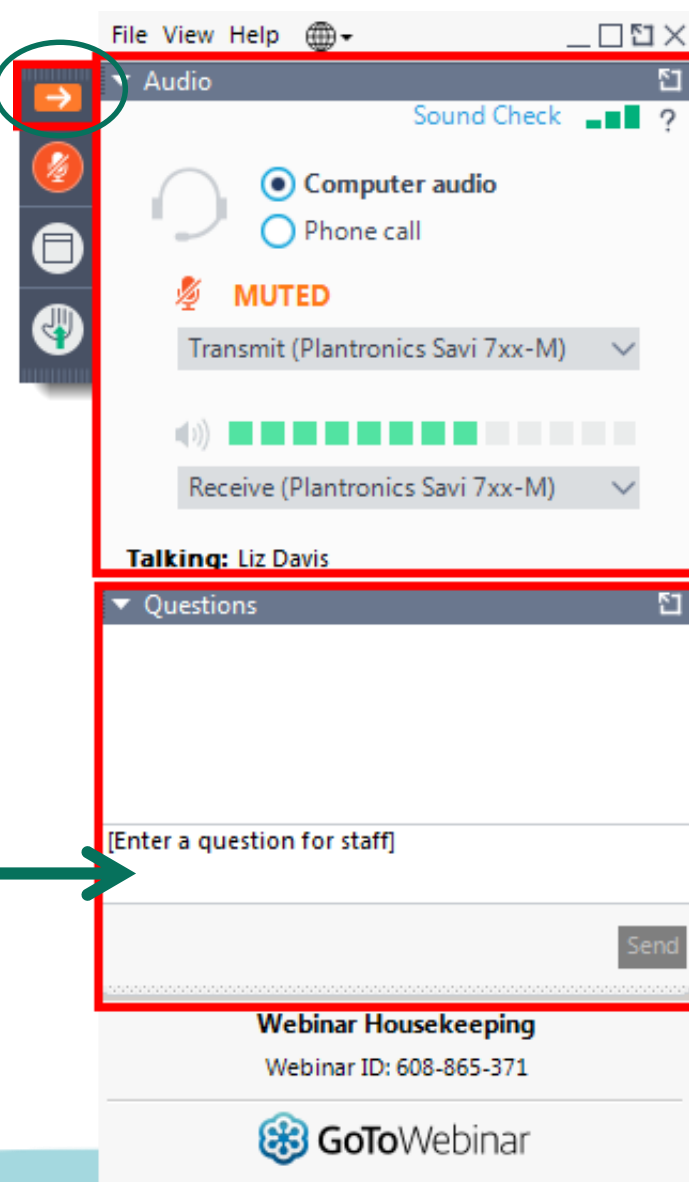 File View Help
Audio
Sound Check ?
Computer audio
Phone call
MUTED
Transmit (Plantronics Savi 7xx-M)
Receive (Plantronics Savi 7xx-M)
Talking: Liz Davis
Questions
[Enter a question for staff]
Send
Webinar Housekeeping
Webinar ID: 608-865-371
GoToWebinar